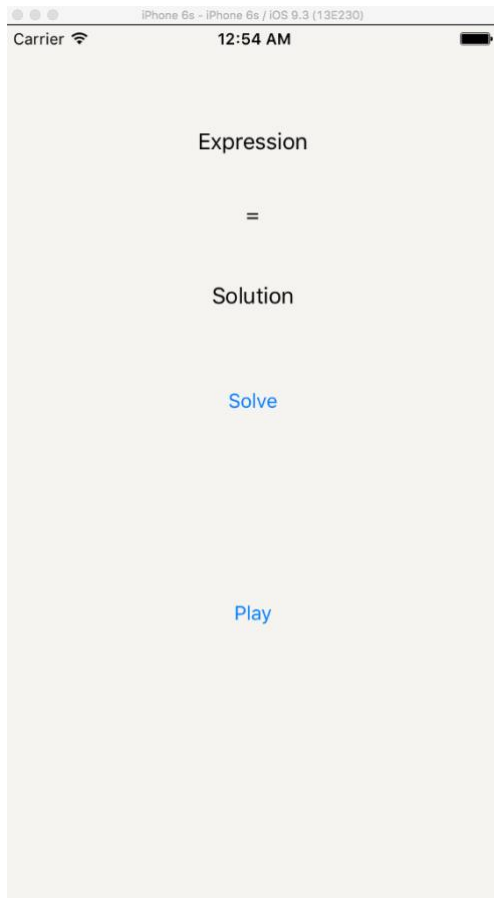 iPhone 6s - iPhone 6s / iOS 9.3 (13E230)
Carrier 12:54 AM
Expression
=
Solution
Solve
Play